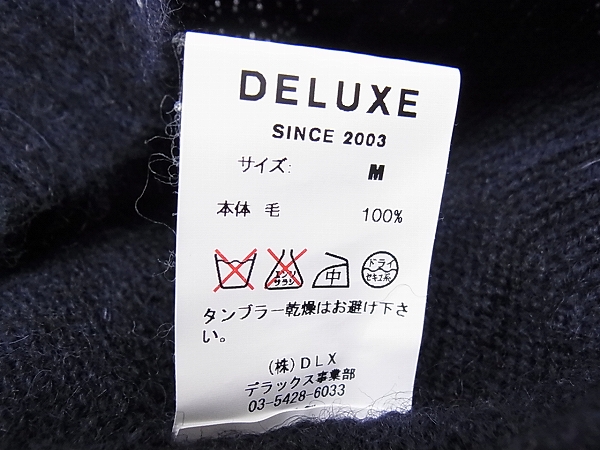 DELUXE
SINCE 2003
サイズ: M
本体 毛 100%
エンソ サラシ 中 ドライ セキユ系
タンブラー乾燥はお避け下さ
い。
(株)DLX
デラックス事業部
03-5428-6033